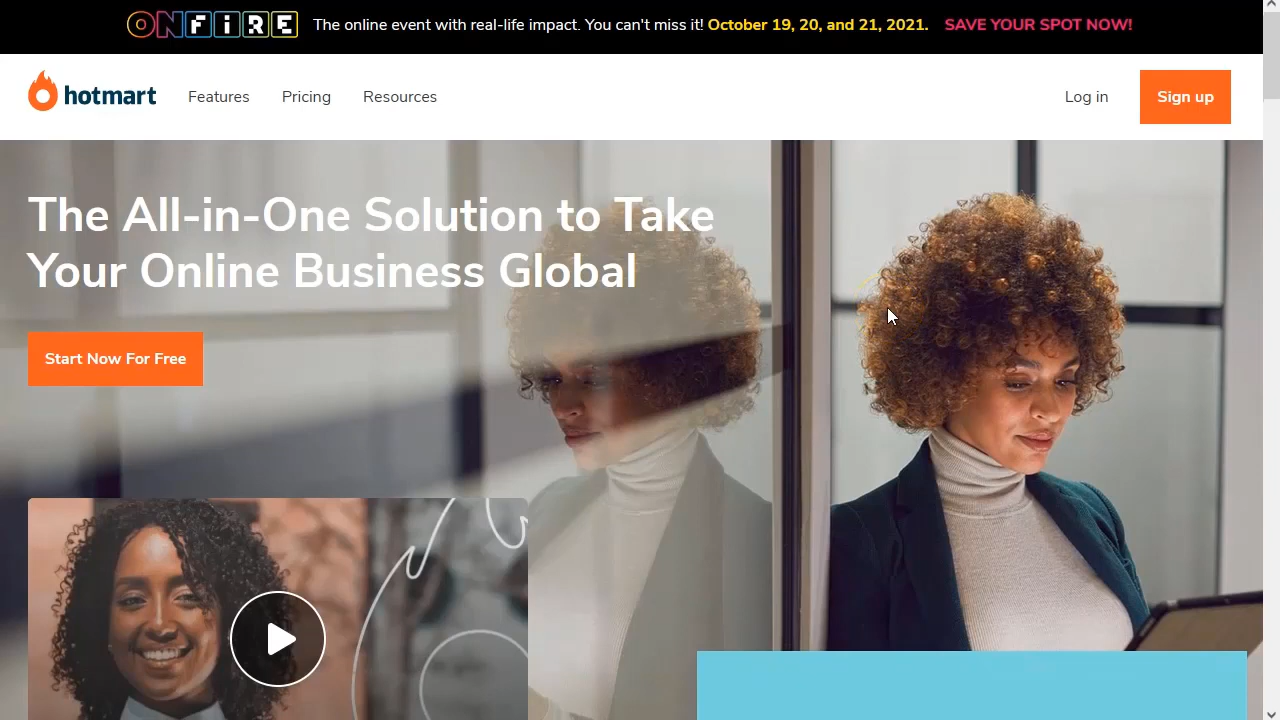 ONFIRE The online event with real-life impact. You can't miss it! October 19, 20, and 21, 2021. SAVE YOUR SPOT NOW!
hotmart Features Pricing Resources Log in Sign up
The All-in-One Solution to Take
Your Online Business Global
Start Now For Free